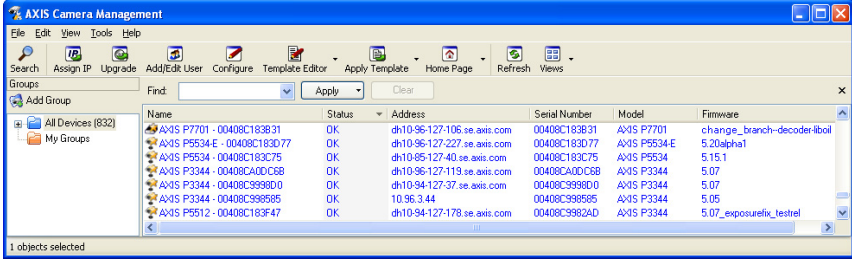 AXIS Camera Management
File Edit View Tools Help
Search Assign IP Upgrade Add/Edit User Configure Template Editor Apply Template Home Page Refresh Views
Groups
Find: Apply Clear
Add Group
Name Status Address Serial Number Model Firmware
All Devices (832)
My Groups
AXIS P7701 - 00408C183B31 OK dh10-96-127-106.se.axis.com 00408C183B31 AXIS P7701 change_branch--decoder-liboil
AXIS P5534-E - 00408C183D77 OK dh10-96-127-227.se.axis.com 00408C183D77 AXIS P5534-E 5.20alpha1
AXIS P5534 - 00408C183C75 OK dh10-85-127-40.se.axis.com 00408C183C75 AXIS P5534 5.15.1
AXIS P3344 - 00408CA0DC6B OK dh10-96-127-119.se.axis.com 00408CA0DC6B AXIS P3344 5.07
AXIS P3344 - 00408C9998D0 OK dh10-94-127-37.se.axis.com 00408C9998D0 AXIS P3344 5.07
AXIS P3344 - 00408C998585 OK 10.96.3.44 00408C998585 AXIS P3344 5.05
AXIS P5512 - 00408C183F47 OK dh10-94-127-178.se.axis.com 00408C9982AD AXIS P3344 5.07_exposurefix_testrel
1 objects selected